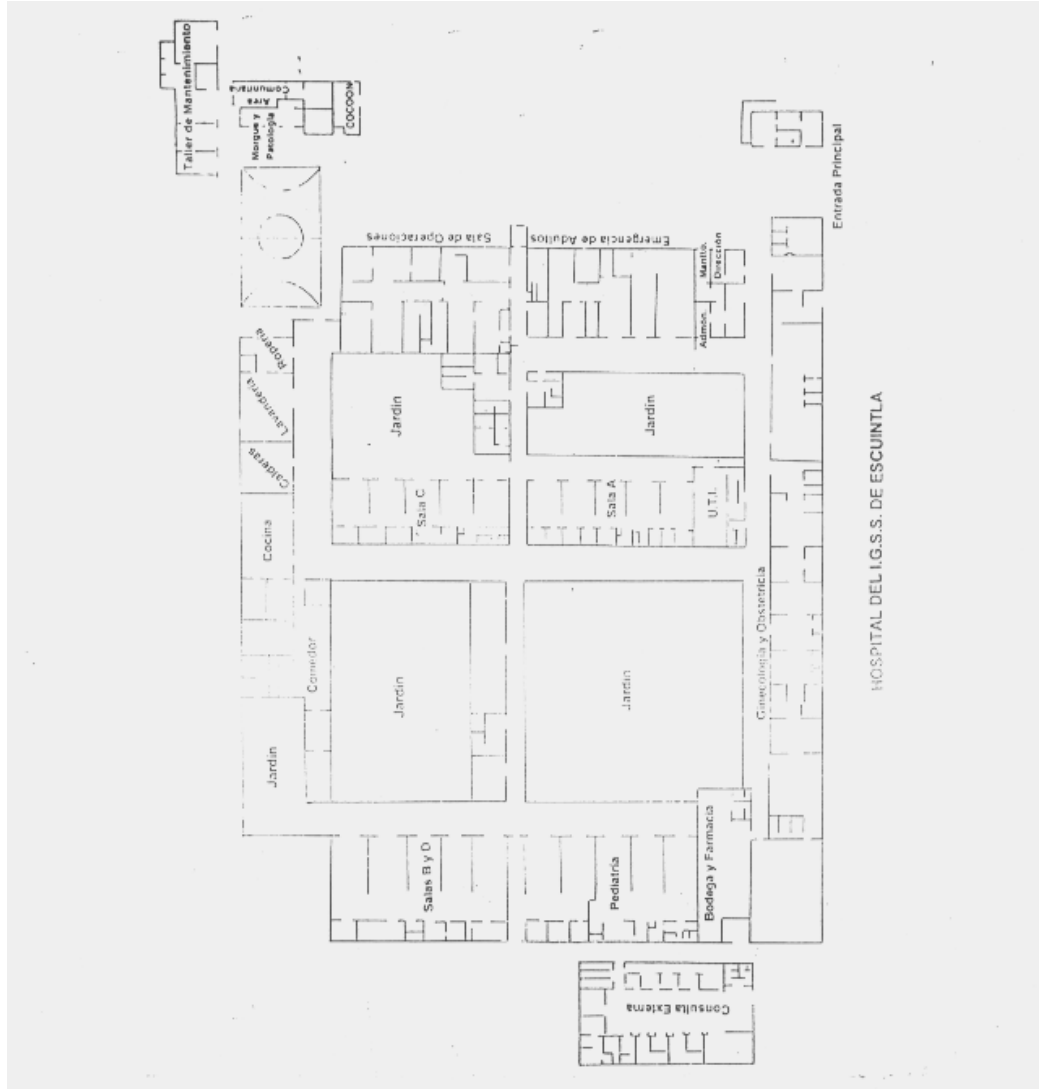 Taller de Mantenimiento
Area
Comunitaria
Morgue y
Patología
COCOON
Entrada Principal
Sala de Operaciones
Emergencia de Adultos
Mantto.
Dirección
Admón.
Ropería
Lavandería
Calderas
Cocina
Comedor
Jardín
Jardín
Jardín
Sala C
Sala A
U.T.I.
Jardín
Jardín
Ginecología y Obstetricia
Salas B y D
Pediatría
Bodega y Farmacia
Consulta Externa
HOSPITAL DEL I.G.S.S. DE ESCUINTLA